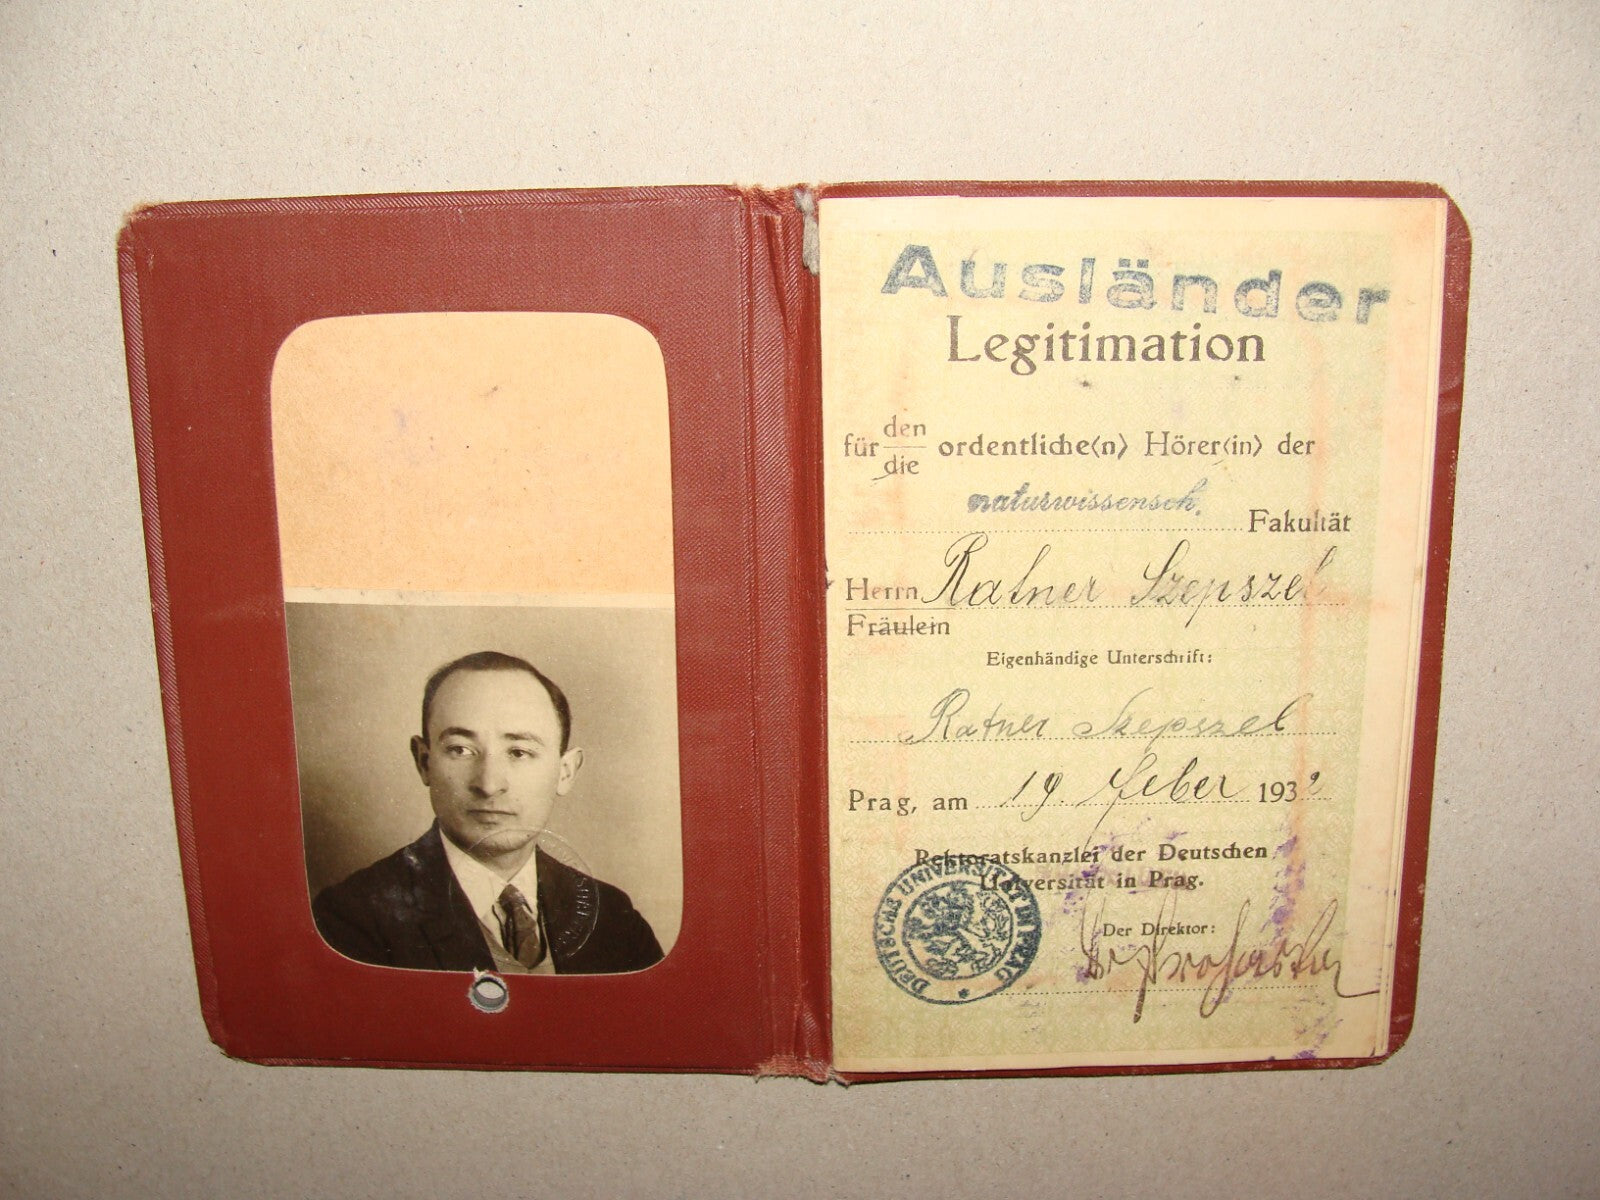 Ausländer
Legitimation
für den/die ordentliche(n) Hörer(in) der
naturwissensch. Fakultät
Herrn Ratner Szepszel
Fräulein
Eigenhändige Unterschrift:
Ratner Szepszel
Prag, am 19. Feber 1932
Rektoratskanzlei der Deutschen
Universität in Prag.
DEUTSCHE UNIVERSITÄT IN PRAG
Der Direktor: